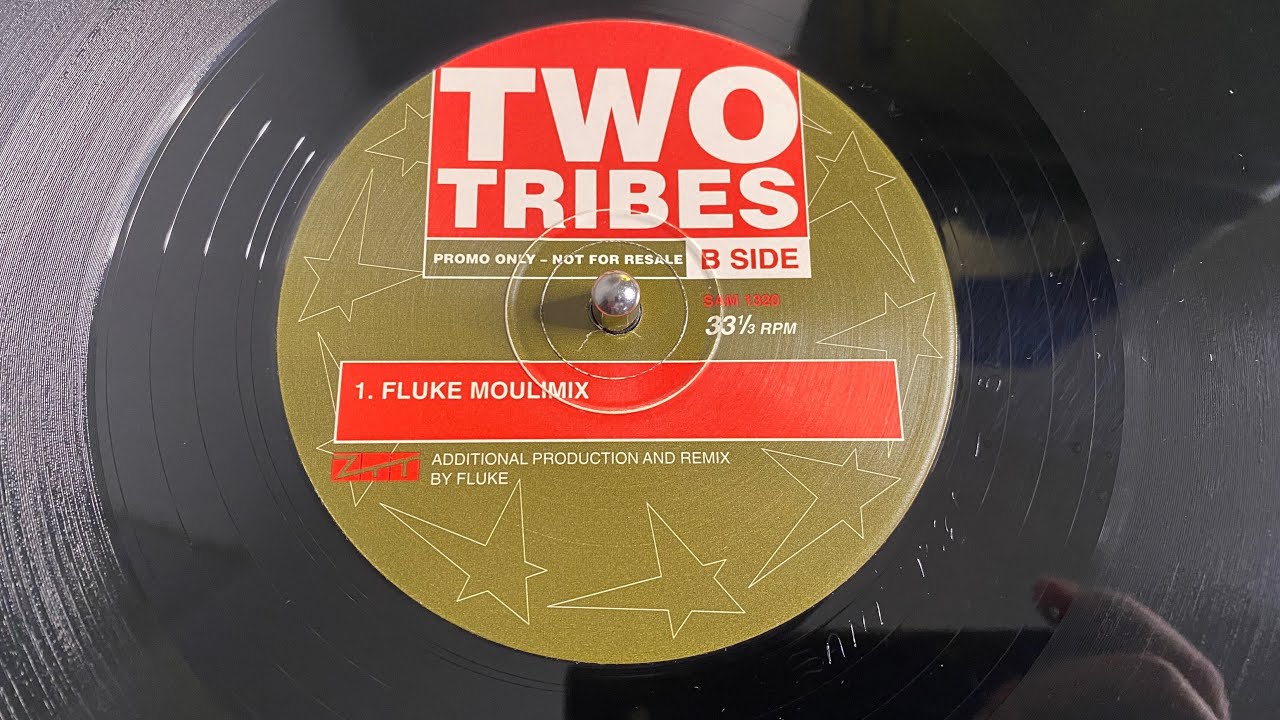 TWO
TRIBES
PROMO ONLY – NOT FOR RESALE
B SIDE
SAM 1320
33⅓ RPM
1. FLUKE MOULIMIX
ZTT
ADDITIONAL PRODUCTION AND REMIX
BY FLUKE